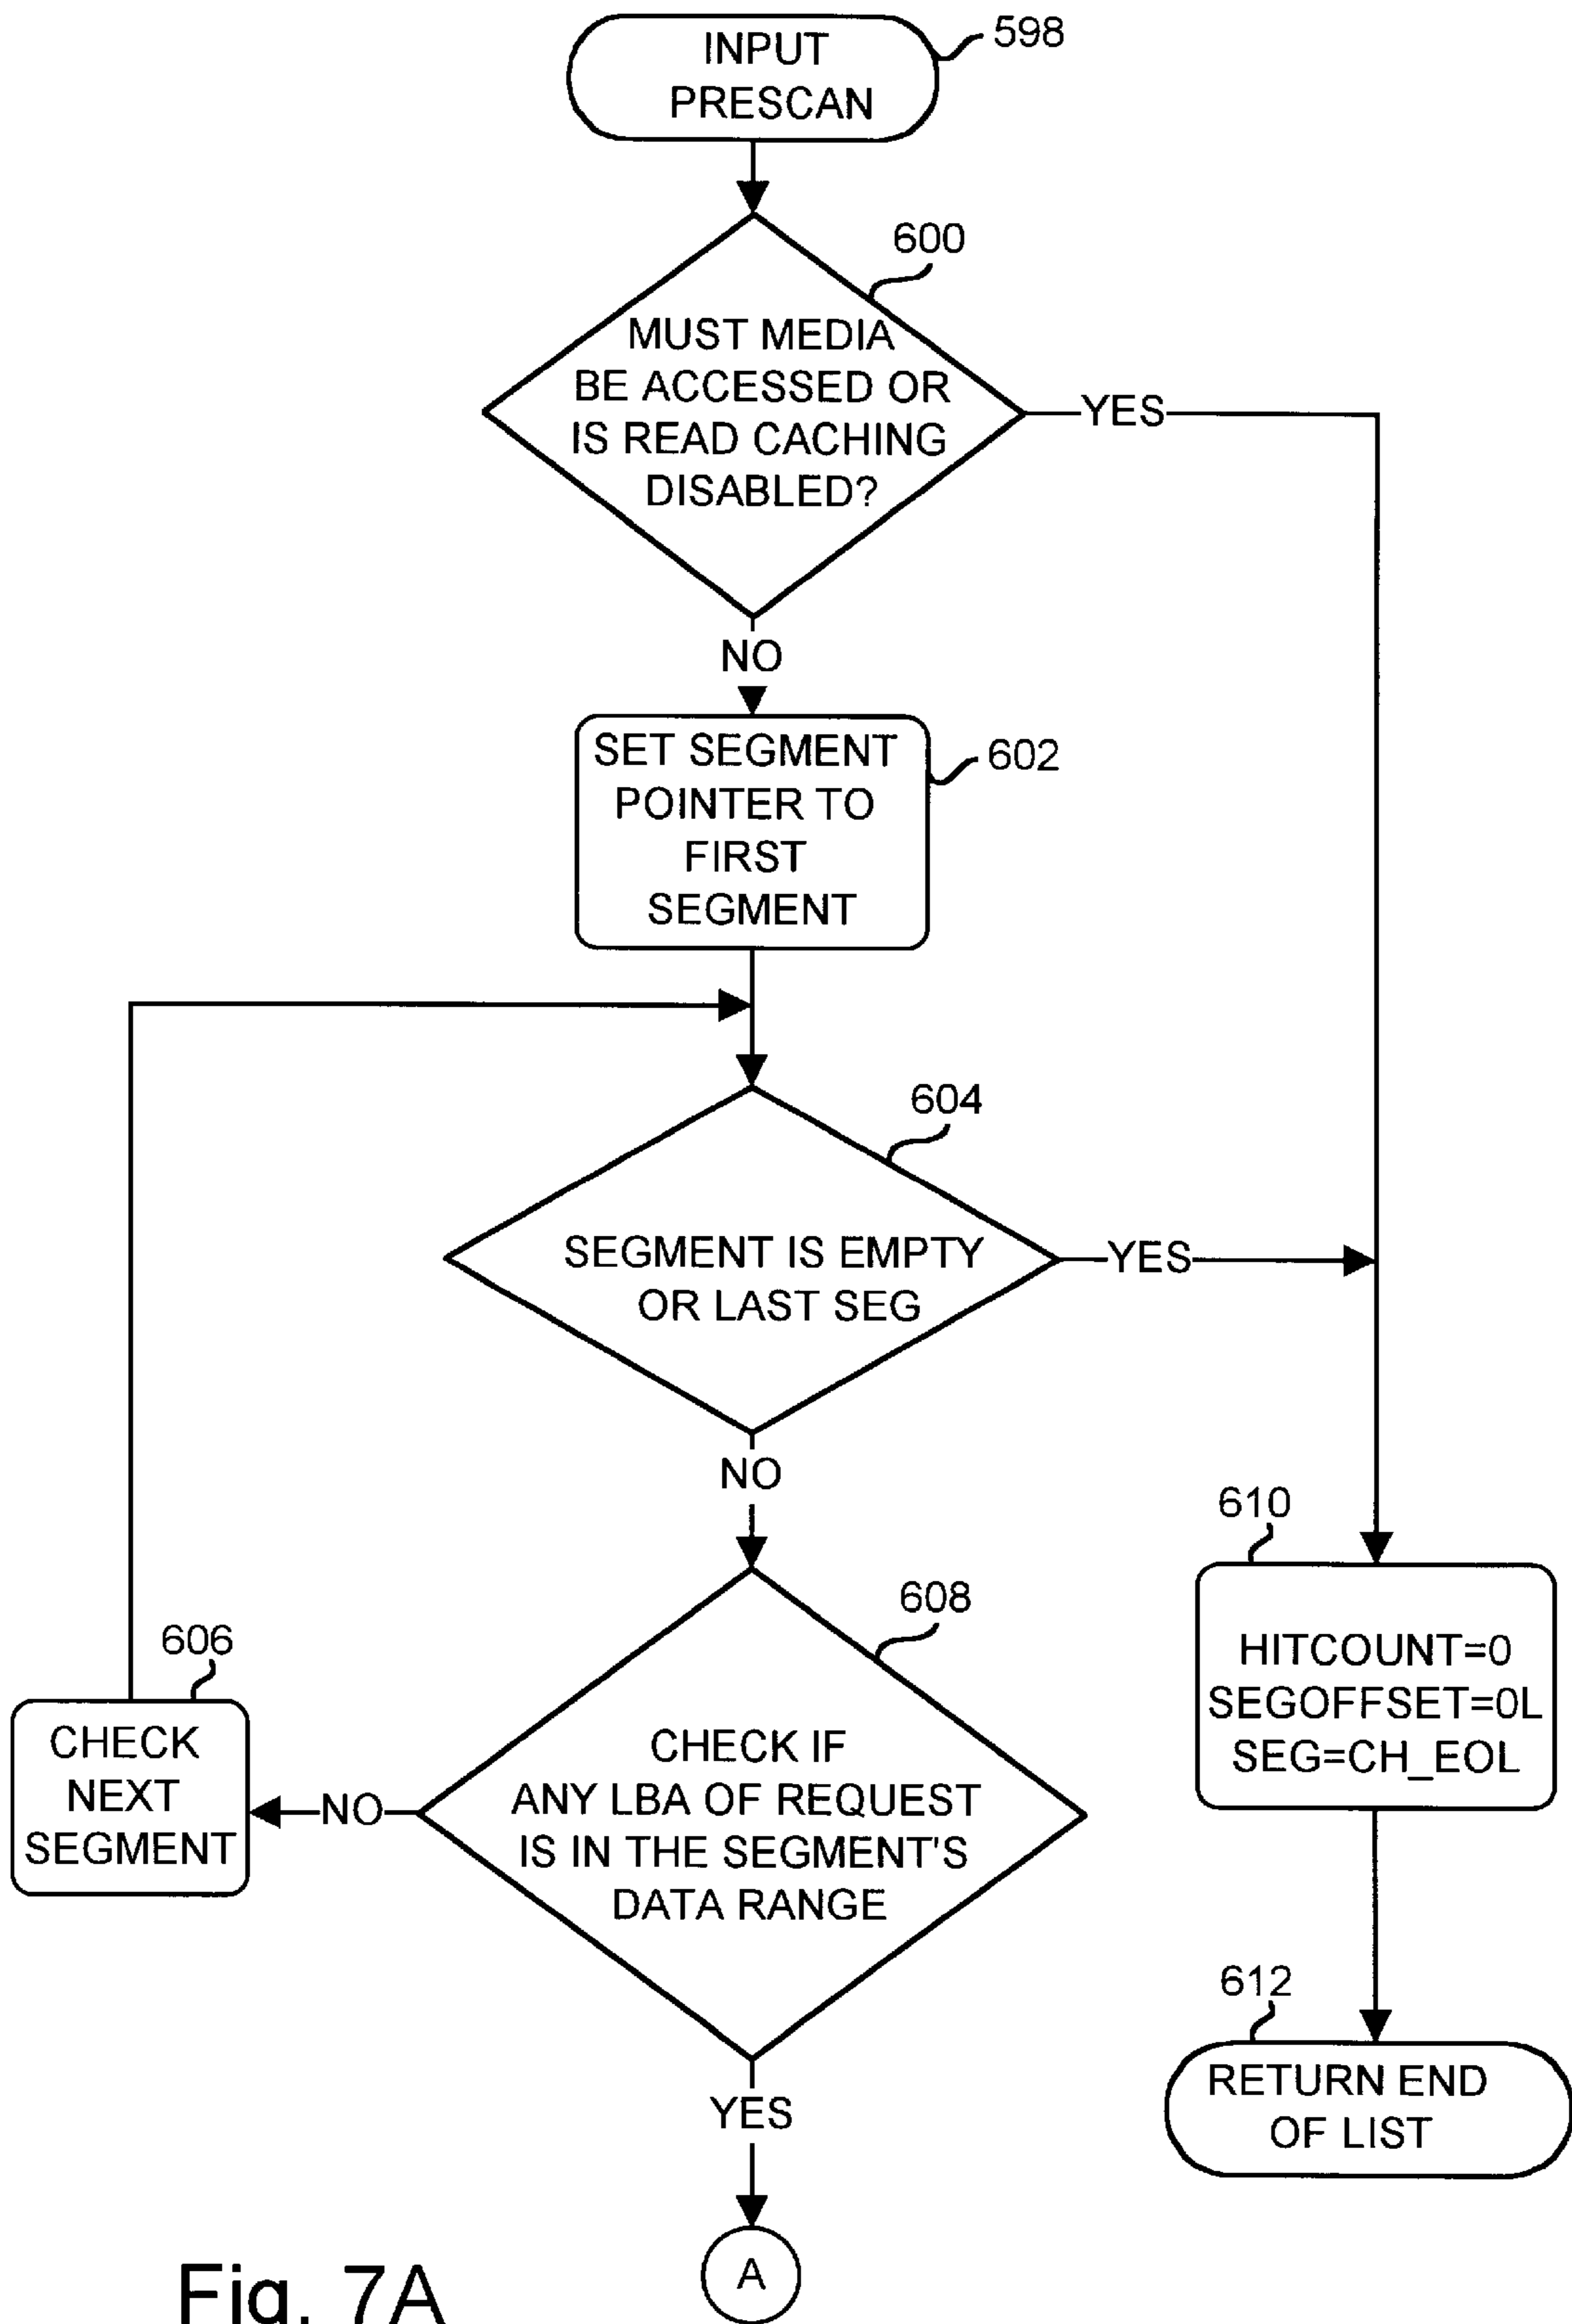 INPUT
PRESCAN
598
600
MUST MEDIA
BE ACCESSED OR
IS READ CACHING
DISABLED?
YES
NO
SET SEGMENT
POINTER TO
FIRST
SEGMENT
602
604
SEGMENT IS EMPTY
OR LAST SEG
YES
NO
606
CHECK
NEXT
SEGMENT
NO
608
CHECK IF
ANY LBA OF REQUEST
IS IN THE SEGMENT'S
DATA RANGE
YES
A
610
HITCOUNT=0
SEGOFFSET=0L
SEG=CH_EOL
612
RETURN END
OF LIST
Fig. 7A